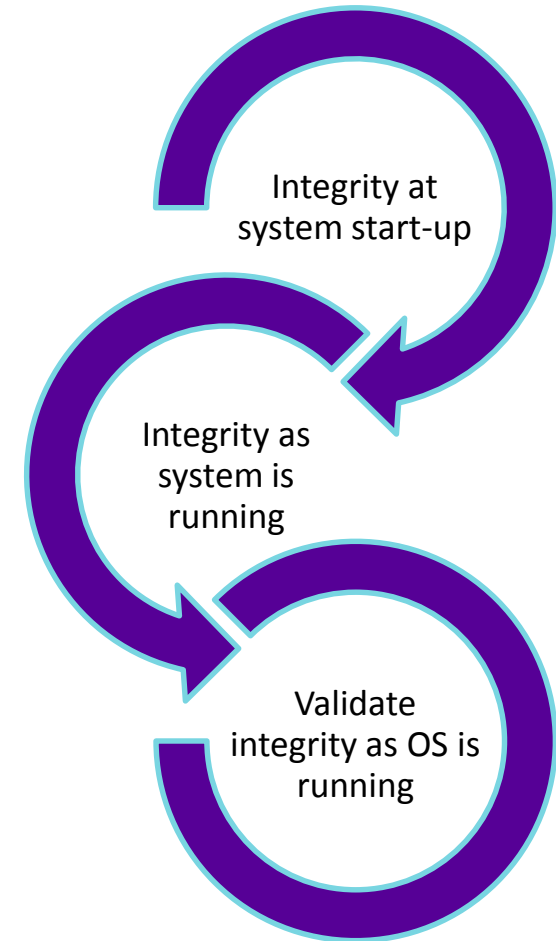 Integrity at
system start-up
Integrity as
system is
running
Validate
integrity as OS is
running